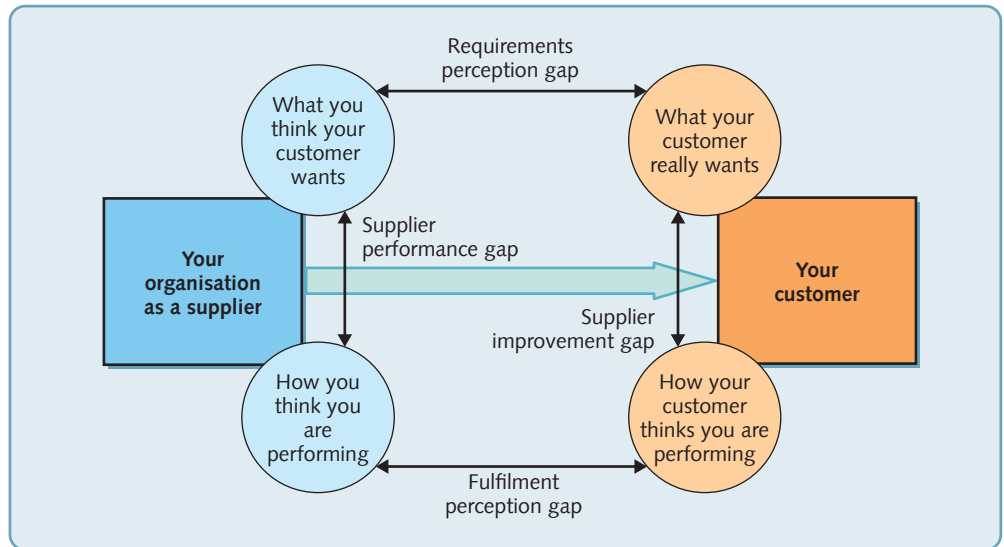 Requirements
perception gap
What you
think your
customer
wants
What your
customer
really wants
Supplier
performance gap
Your
organisation
as a supplier
Your
customer
Supplier
improvement gap
How you
think you
are
performing
How your
customer
thinks you are
performing
Fulfilment
perception gap